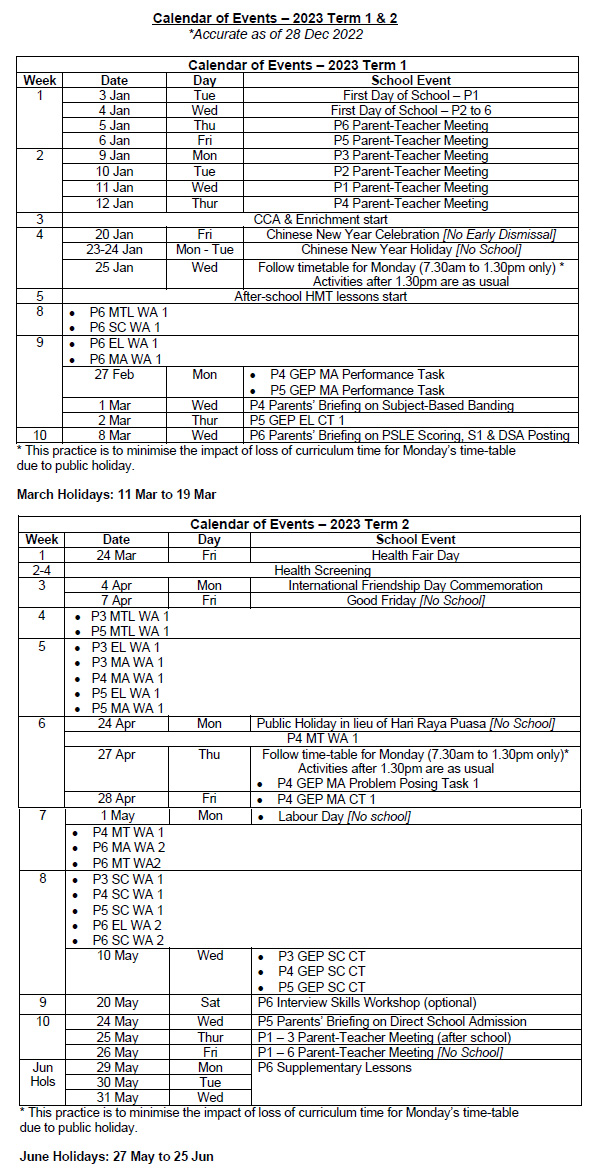 Calendar of Events – 2023 Term 1 & 2
*Accurate as of 28 Dec 2022
Calendar of Events – 2023 Term 1
Week Date Day School Event
1 3 Jan Tue First Day of School – P1
4 Jan Wed First Day of School – P2 to 6
5 Jan Thu P6 Parent-Teacher Meeting
6 Jan Fri P5 Parent-Teacher Meeting
2 9 Jan Mon P3 Parent-Teacher Meeting
10 Jan Tue P2 Parent-Teacher Meeting
11 Jan Wed P1 Parent-Teacher Meeting
12 Jan Thur P4 Parent-Teacher Meeting
3 CCA & Enrichment start
4 20 Jan Fri Chinese New Year Celebration [No Early Dismissal]
23-24 Jan Mon - Tue Chinese New Year Holiday [No School]
25 Jan Wed Follow timetable for Monday (7.30am to 1.30pm only) *
Activities after 1.30pm are as usual
5 After-school HMT lessons start
8 • P6 MTL WA 1
• P6 SC WA 1
9 • P6 EL WA 1
• P6 MA WA 1
27 Feb Mon • P4 GEP MA Performance Task
• P5 GEP MA Performance Task
1 Mar Wed P4 Parents' Briefing on Subject-Based Banding
2 Mar Thur P5 GEP EL CT 1
10 8 Mar Wed P6 Parents' Briefing on PSLE Scoring, S1 & DSA Posting
* This practice is to minimise the impact of loss of curriculum time for Monday's time-table
due to public holiday.
March Holidays: 11 Mar to 19 Mar
Calendar of Events – 2023 Term 2
Week Date Day School Event
1 24 Mar Fri Health Fair Day
2-4 Health Screening
3 4 Apr Mon International Friendship Day Commemoration
7 Apr Fri Good Friday [No School]
4 • P3 MTL WA 1
• P5 MTL WA 1
5 • P3 EL WA 1
• P3 MA WA 1
• P4 MA WA 1
• P5 EL WA 1
• P5 MA WA 1
6 24 Apr Mon Public Holiday in lieu of Hari Raya Puasa [No School]
P4 MT WA 1
27 Apr Thu Follow time-table for Monday (7.30am to 1.30pm only)*
Activities after 1.30pm are as usual
• P4 GEP MA Problem Posing Task 1
28 Apr Fri • P4 GEP MA CT 1
7 1 May Mon • Labour Day [No school]
• P4 MT WA 1
• P6 MA WA 2
• P6 MT WA2
8 • P3 SC WA 1
• P4 SC WA 1
• P5 SC WA 1
• P6 EL WA 2
• P6 SC WA 2
10 May Wed • P3 GEP SC CT
• P4 GEP SC CT
• P5 GEP SC CT
9 20 May Sat P6 Interview Skills Workshop (optional)
10 24 May Wed P5 Parents' Briefing on Direct School Admission
25 May Thur P1 – 3 Parent-Teacher Meeting (after school)
26 May Fri P1 – 6 Parent-Teacher Meeting [No School]
Jun 29 May Mon P6 Supplementary Lessons
Hols 30 May Tue
31 May Wed
* This practice is to minimise the impact of loss of curriculum time for Monday's time-table
due to public holiday.
June Holidays: 27 May to 25 Jun